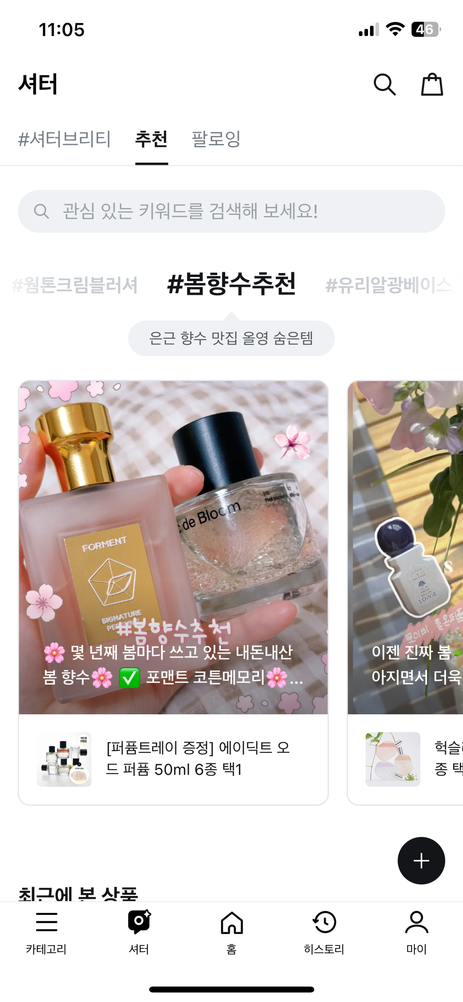 11:05
46
셔터
#셔터브리티
추천
팔로잉
관심 있는 키워드를 검색해 보세요!
#웜톤크림블러셔
#봄향수추천
#유리알광베이스
은근 향수 맛집 올영 숨은템
de Bloom
FORMENT
SIGNATURE
#봄향수추천
🌸 몇 년째 봄마다 쓰고 있는 내돈내산
봄 향수🌸 ✅ 포맨트 코튼메모리🌸...
이젠 진짜 봄
아지면서 더욱
[퍼퓸트레이 증정] 에이딕트 오
드 퍼퓸 50ml 6종 택1
헉슬
종 택
최근에 본 상품
카테고리
셔터
홈
히스토리
마이